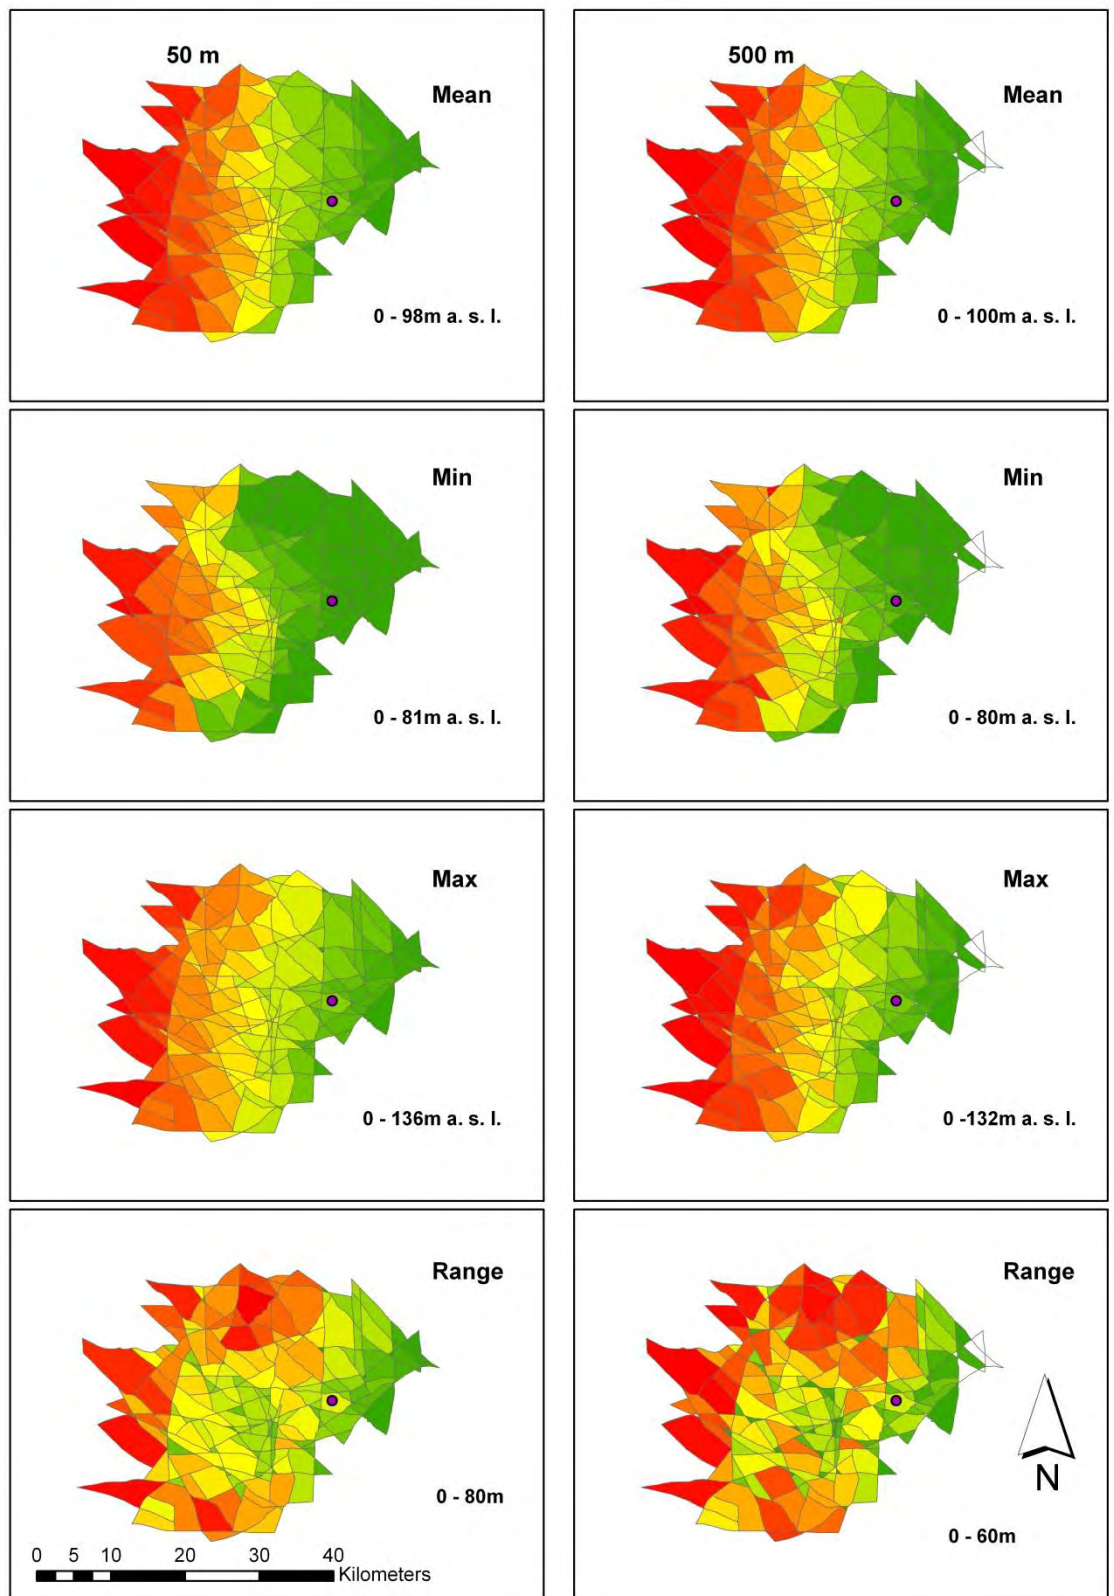 50 m
Mean
0 - 98m a. s. l.
500 m
Mean
0 - 100m a. s. l.
Min
0 - 81m a. s. l.
Min
0 - 80m a. s. l.
Max
0 - 136m a. s. l.
Max
0 -132m a. s. l.
Range
0 - 80m
0 5 10 20 30 40
Kilometers
Range
N
0 - 60m